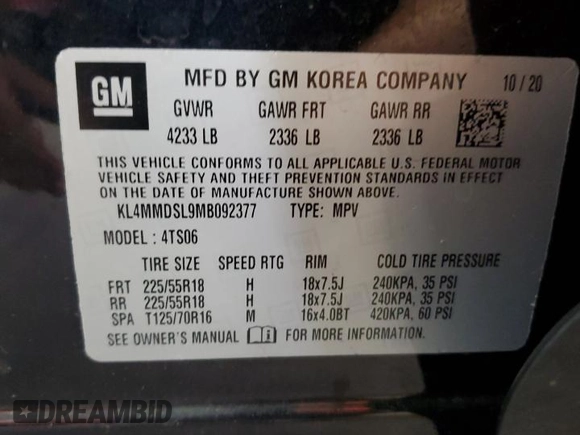 GM
MFD BY GM KOREA COMPANY 10 / 20
GVWR GAWR FRT GAWR RR
4233 LB 2336 LB 2336 LB
THIS VEHICLE CONFORMS TO ALL APPLICABLE U.S. FEDERAL MOTOR
VEHICLE SAFETY AND THEFT PREVENTION STANDARDS IN EFFECT
ON THE DATE OF MANUFACTURE SHOWN ABOVE.
KL4MMDSL9MB092377 TYPE: MPV
MODEL : 4TS06
TIRE SIZE SPEED RTG RIM COLD TIRE PRESSURE
FRT 225/55R18 H 18x7.5J 240KPA, 35 PSI
RR 225/55R18 H 18x7.5J 240KPA, 35 PSI
SPA T125/70R16 M 16x4.0BT 420KPA, 60 PSI
SEE OWNER'S MANUAL FOR MORE INFORMATION.
DREAMBID